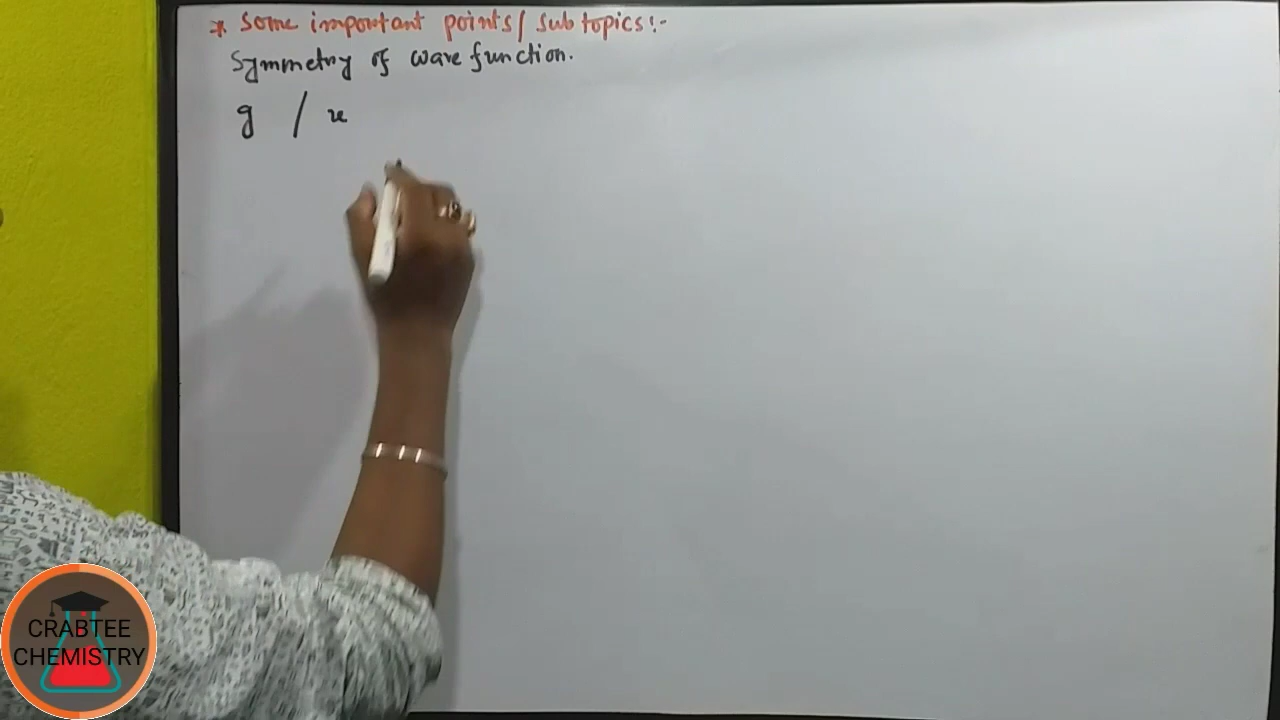 * Some important points/ sub topics:-
Symmetry of wave function.
g / u
CRABTEE
CHEMISTRY